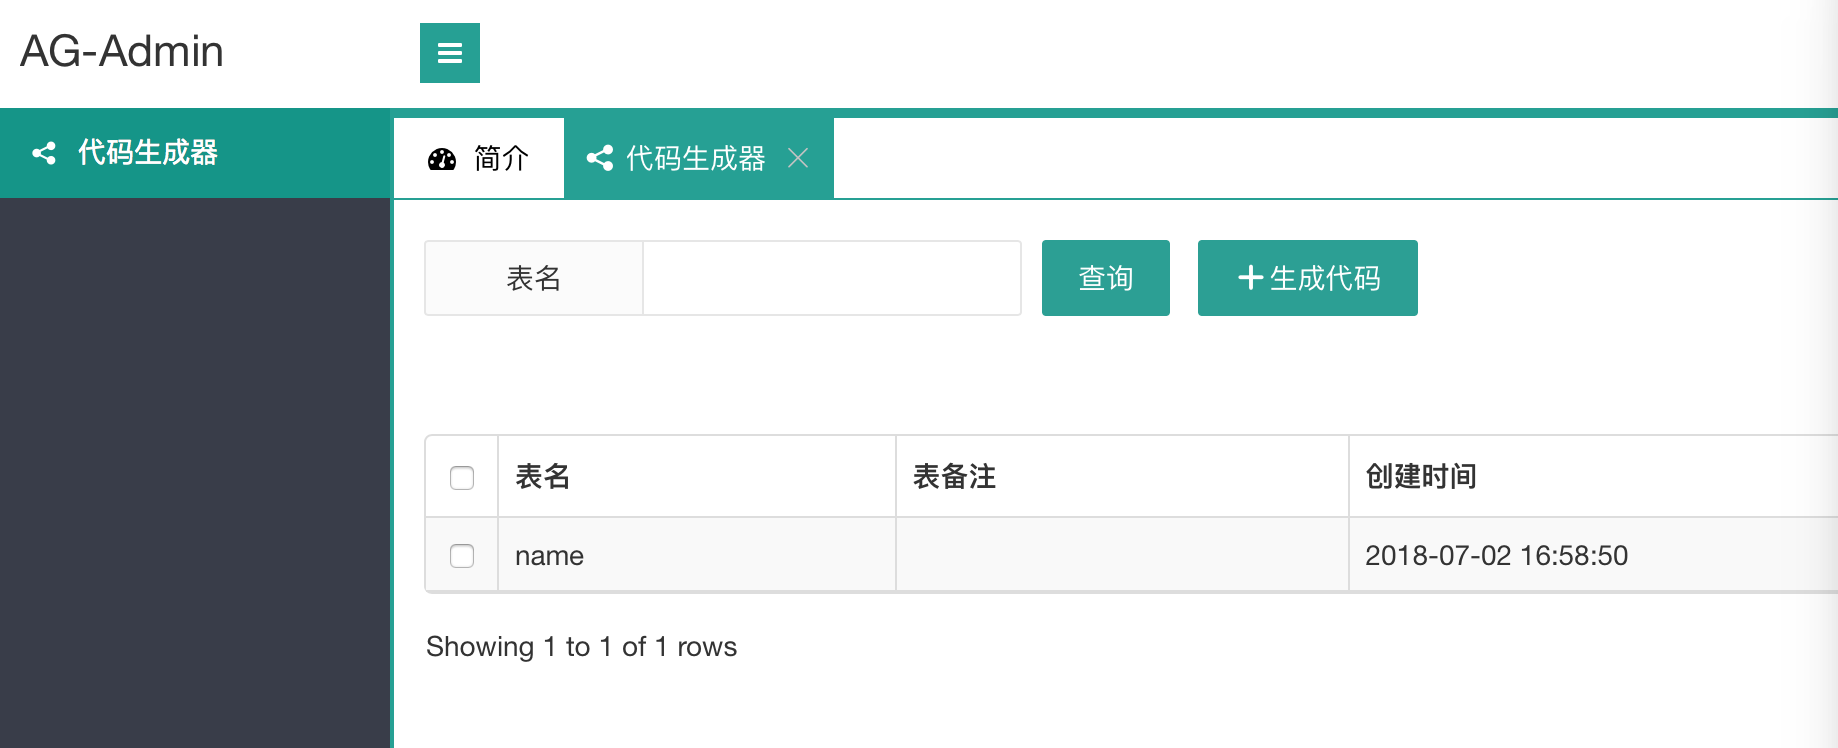 AG-Admin
代码生成器
简介 代码生成器
表名 查询 生成代码
表名 表备注 创建时间
name 2018-07-02 16:58:50
Showing 1 to 1 of 1 rows